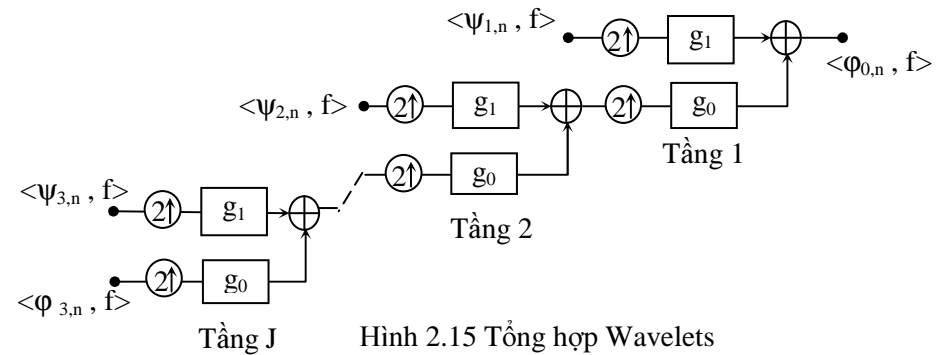 <ψ1,n , f>
2↑
g1
<φ0,n , f>
<ψ2,n , f>
2↑
g1
2↑
g0
Tầng 1
2↑
g0
Tầng 2
<ψ3,n , f>
2↑
g1
2↑
g0
<φ 3,n , f>
Tầng J
Hình 2.15 Tổng hợp Wavelets